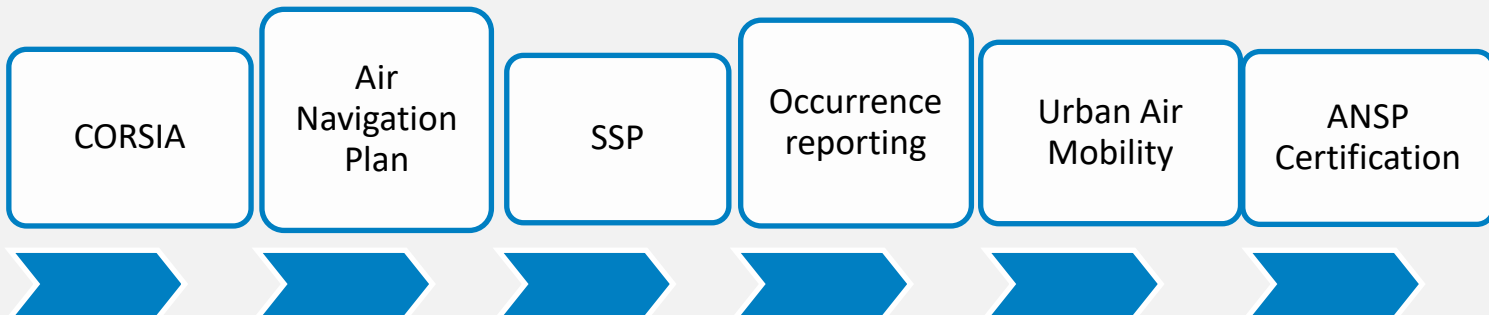 CORSIA
Air
Navigation
Plan
SSP
Occurrence
reporting
Urban Air
Mobility
ANSP
Certification